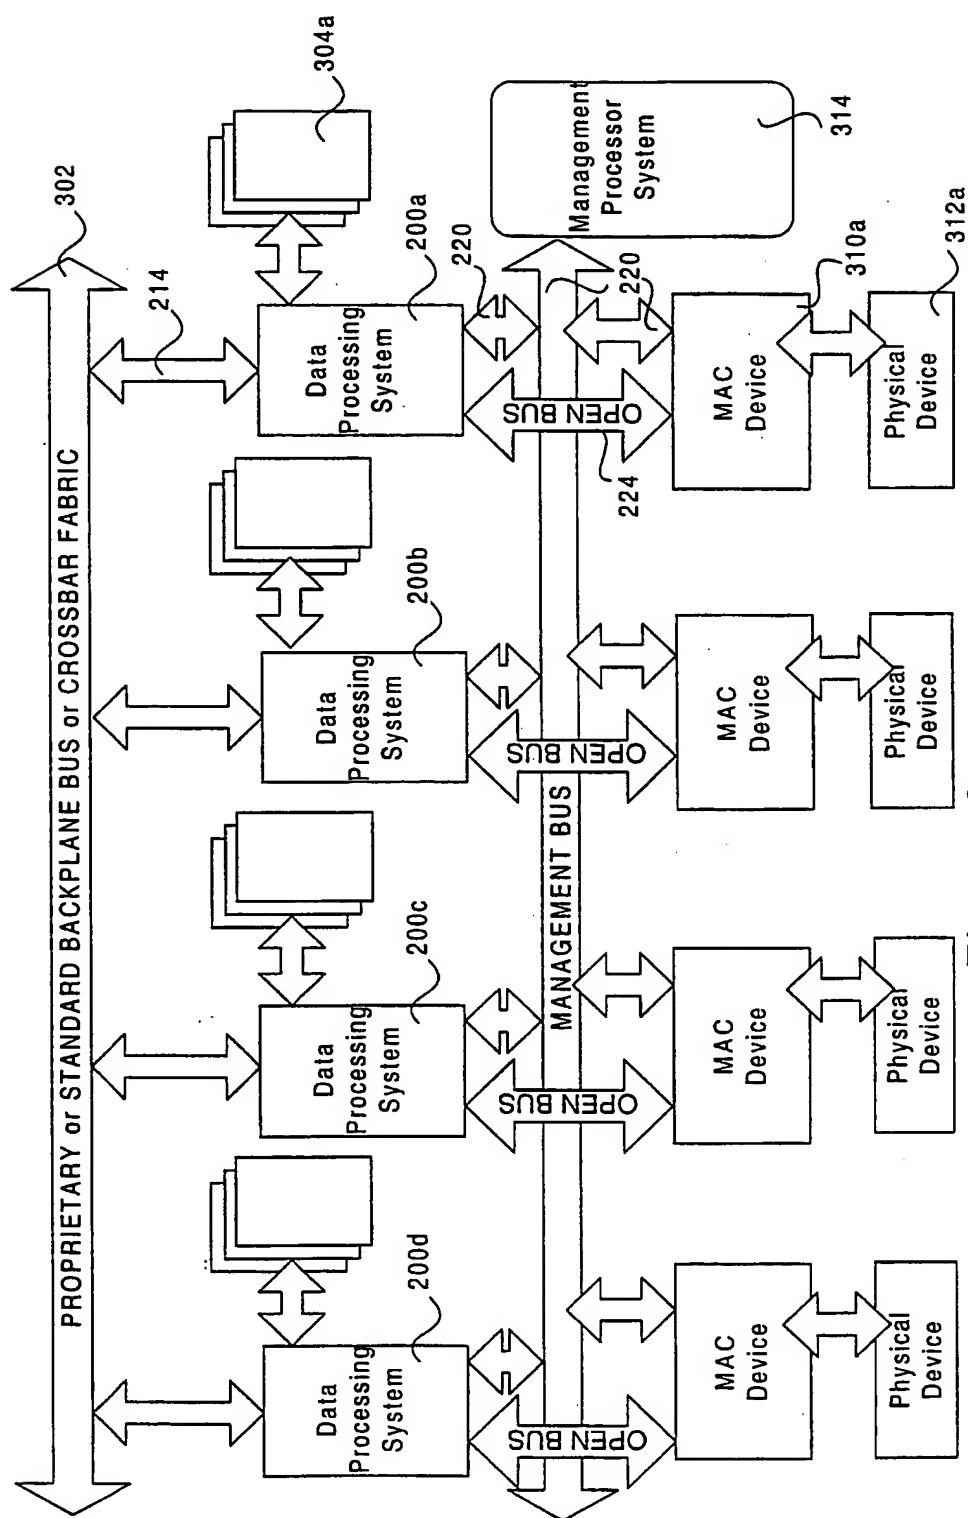 PROPRIETARY or STANDARD BACKPLANE BUS or CROSSBAR FABRIC
302
214
304a
Data
Processing
System
200d
Data
Processing
System
200c
Data
Processing
System
200b
Data
Processing
System
200a
220
OPEN BUS
OPEN BUS
OPEN BUS
OPEN BUS
MANAGEMENT BUS
224
220
Management
Processor
System
314
MAC
Device
MAC
Device
MAC
Device
MAC
Device
310a
Physical
Device
Physical
Device
Physical
Device
Physical
Device
312a